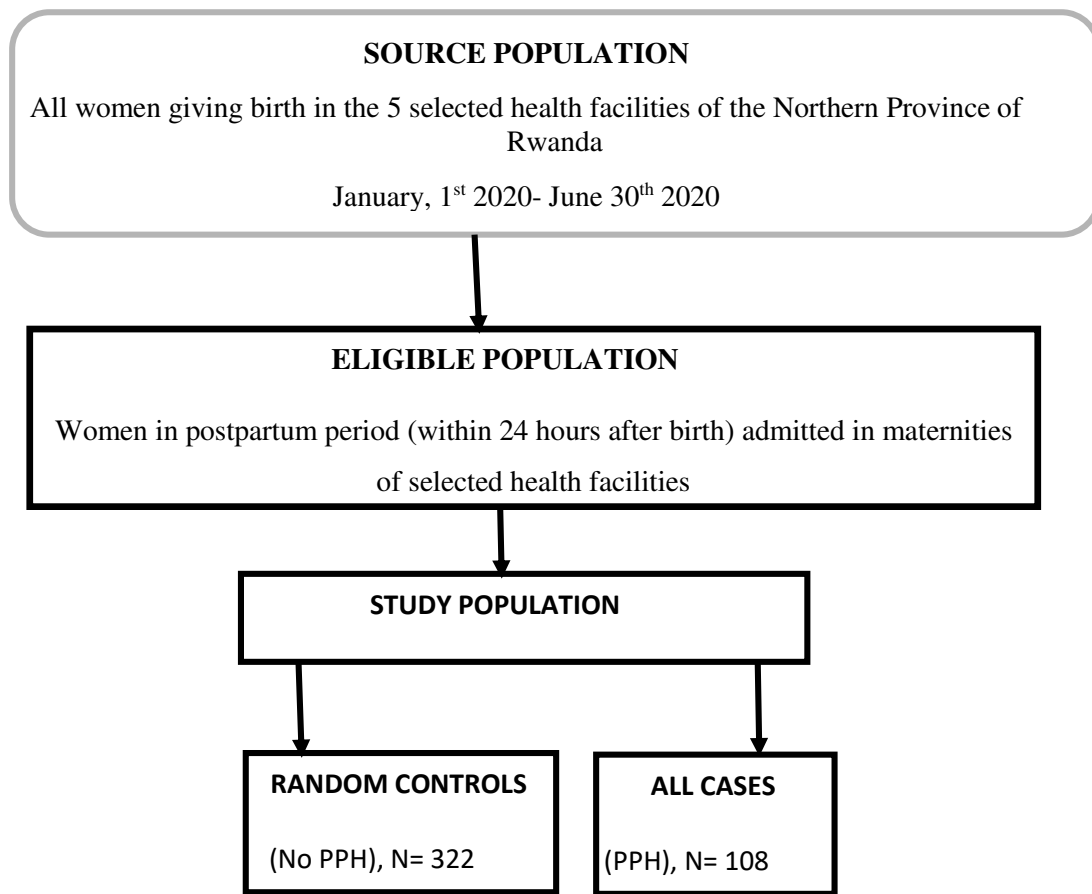 SOURCE POPULATION
All women giving birth in the 5 selected health facilities of the Northern Province of
Rwanda
January, 1st 2020- June 30th 2020
ELIGIBLE POPULATION
Women in postpartum period (within 24 hours after birth) admitted in maternities
of selected health facilities
STUDY POPULATION
RANDOM CONTROLS
(No PPH), N= 322
ALL CASES
(PPH), N= 108